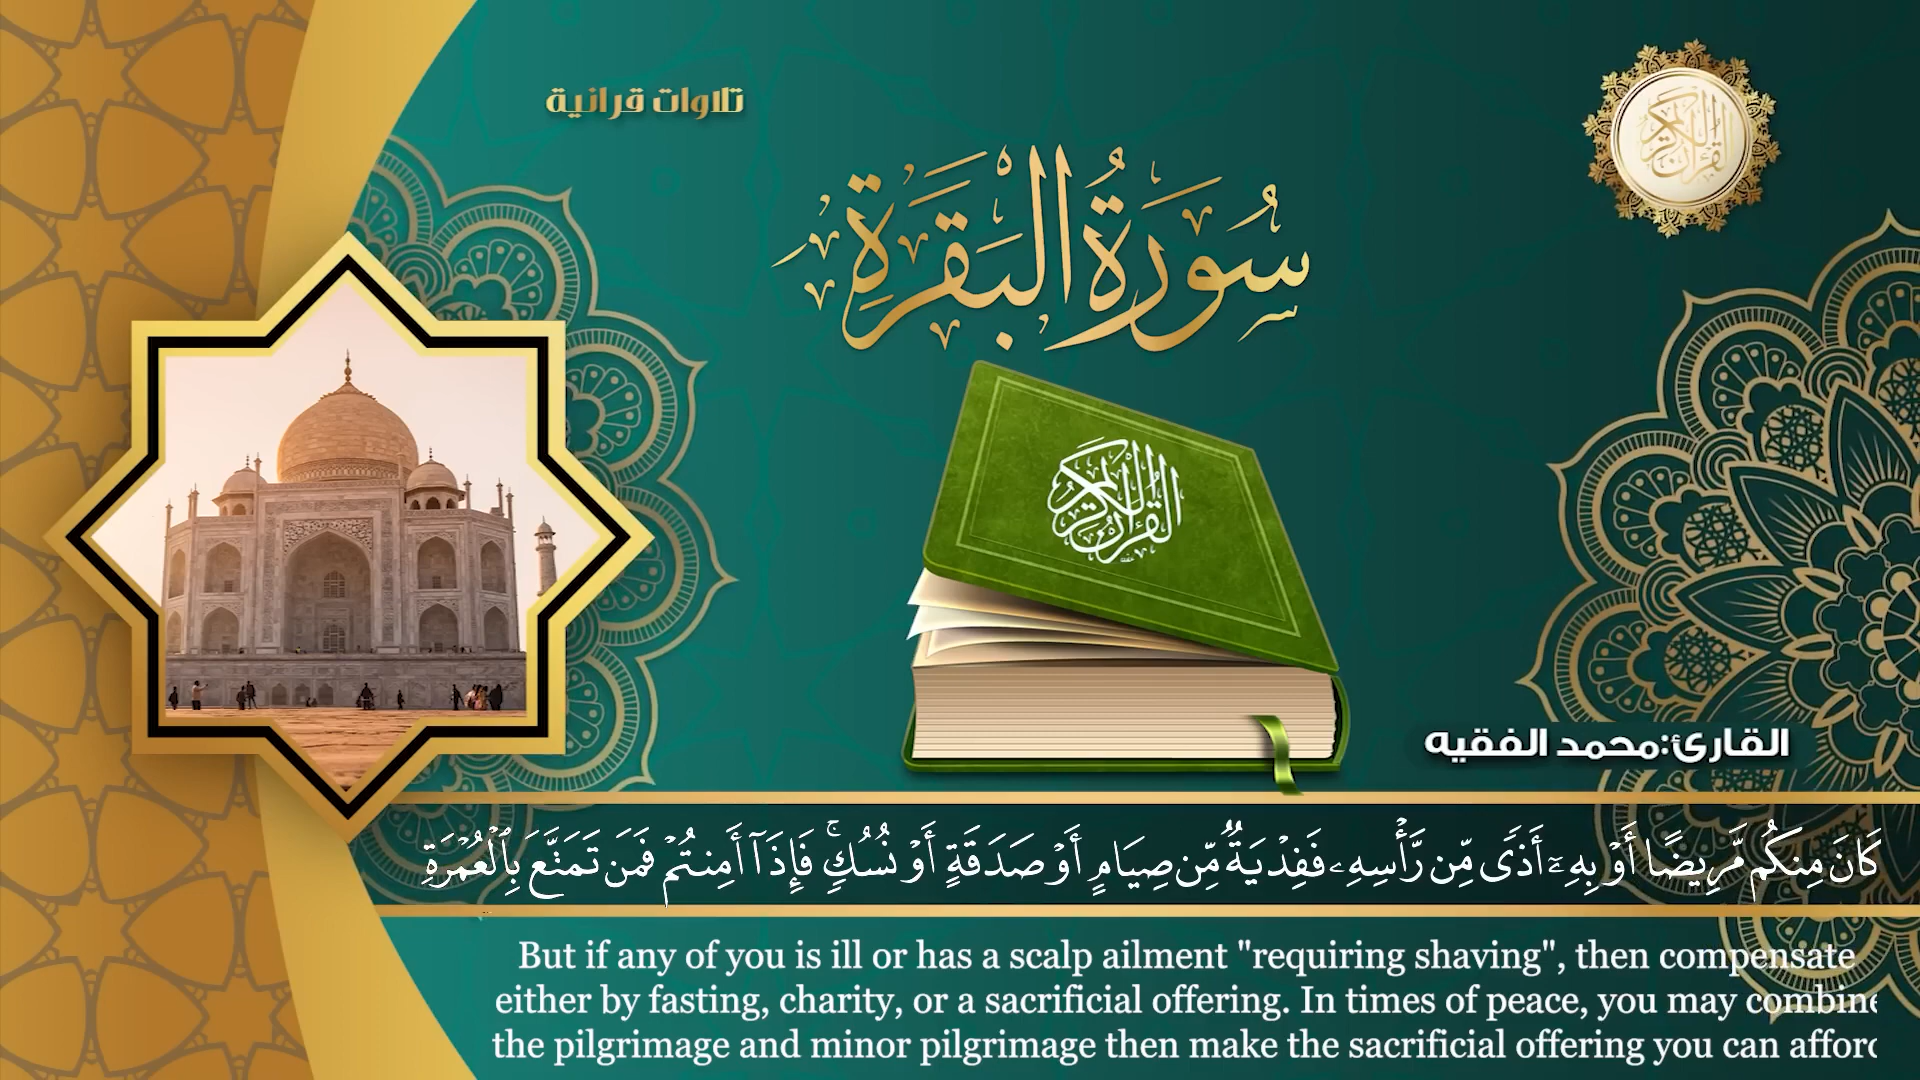 تلاوات قرانية
القرآن الكريم
سُورَةُ البَقَرَةِ
القرآن الكريم
القارئ:محمد الفقيه
كَانَ مِنكُم مَّرِيضًا أَوْ بِهِۦٓ أَذًى مِّن رَّأْسِهِۦ فَفِدْيَةٌ مِّن صِيَامٍ أَوْ صَدَقَةٍ أَوْ نُسُكٍۚ فَإِذَآ أَمِنتُمْ فَمَن تَمَتَّعَ بِٱلْعُمْرَةِ
But if any of you is ill or has a scalp ailment "requiring shaving", then compensate
either by fasting, charity, or a sacrificial offering. In times of peace, you may combine
the pilgrimage and minor pilgrimage then make the sacrificial offering you can affor